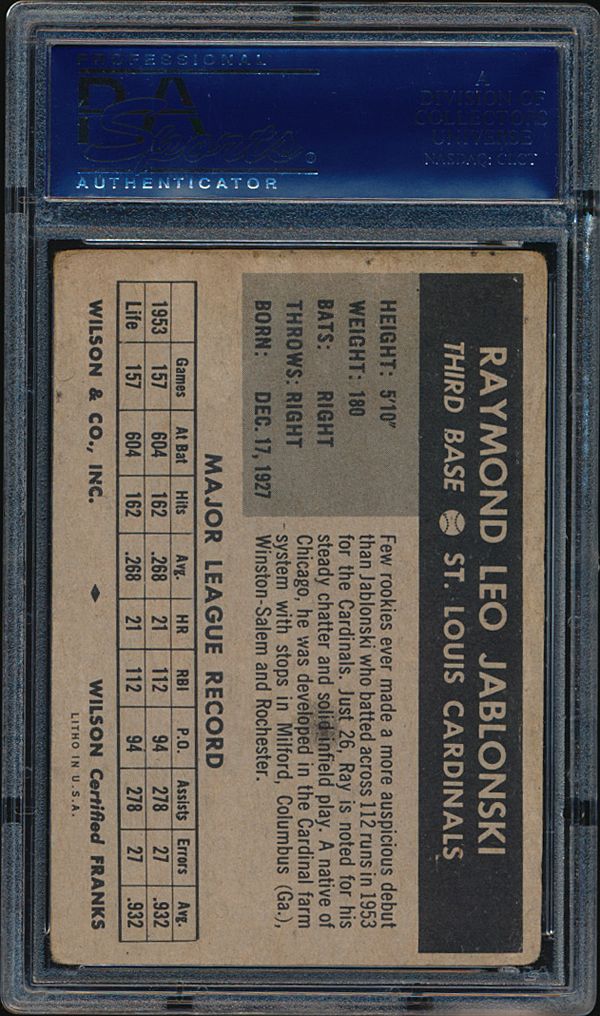 PROFESSIONAL
PSA
Sports
AUTHENTICATOR
A
DIVISION OF
COLLECTORS
UNIVERSE
NASDAQ: CLCT
RAYMOND LEO JABLONSKI
THIRD BASE ST. LOUIS CARDINALS
HEIGHT: 5'10"
WEIGHT: 180
BATS: RIGHT
THROWS: RIGHT
BORN: DEC. 17, 1927
Few rookies ever made a more auspicious debut
than Jablonski who batted across 112 runs in 1953
for the Cardinals. Just 26, Ray is noted for his
steady chatter and solid infield play. A native of
Chicago, he was developed in the Cardinal farm
system with stops in Milford, Columbus (Ga.),
Winston-Salem and Rochester.
MAJOR LEAGUE RECORD
Games At Bat Hits Avg. HR RBI P.O. Assists Errors Avg.
1953 157 604 162 .268 21 112 94 278 27 .932
Life 157 604 162 .268 21 112 94 278 27 .932
WILSON & CO., INC. WILSON Certified FRANKS
LITHO IN U.S.A.